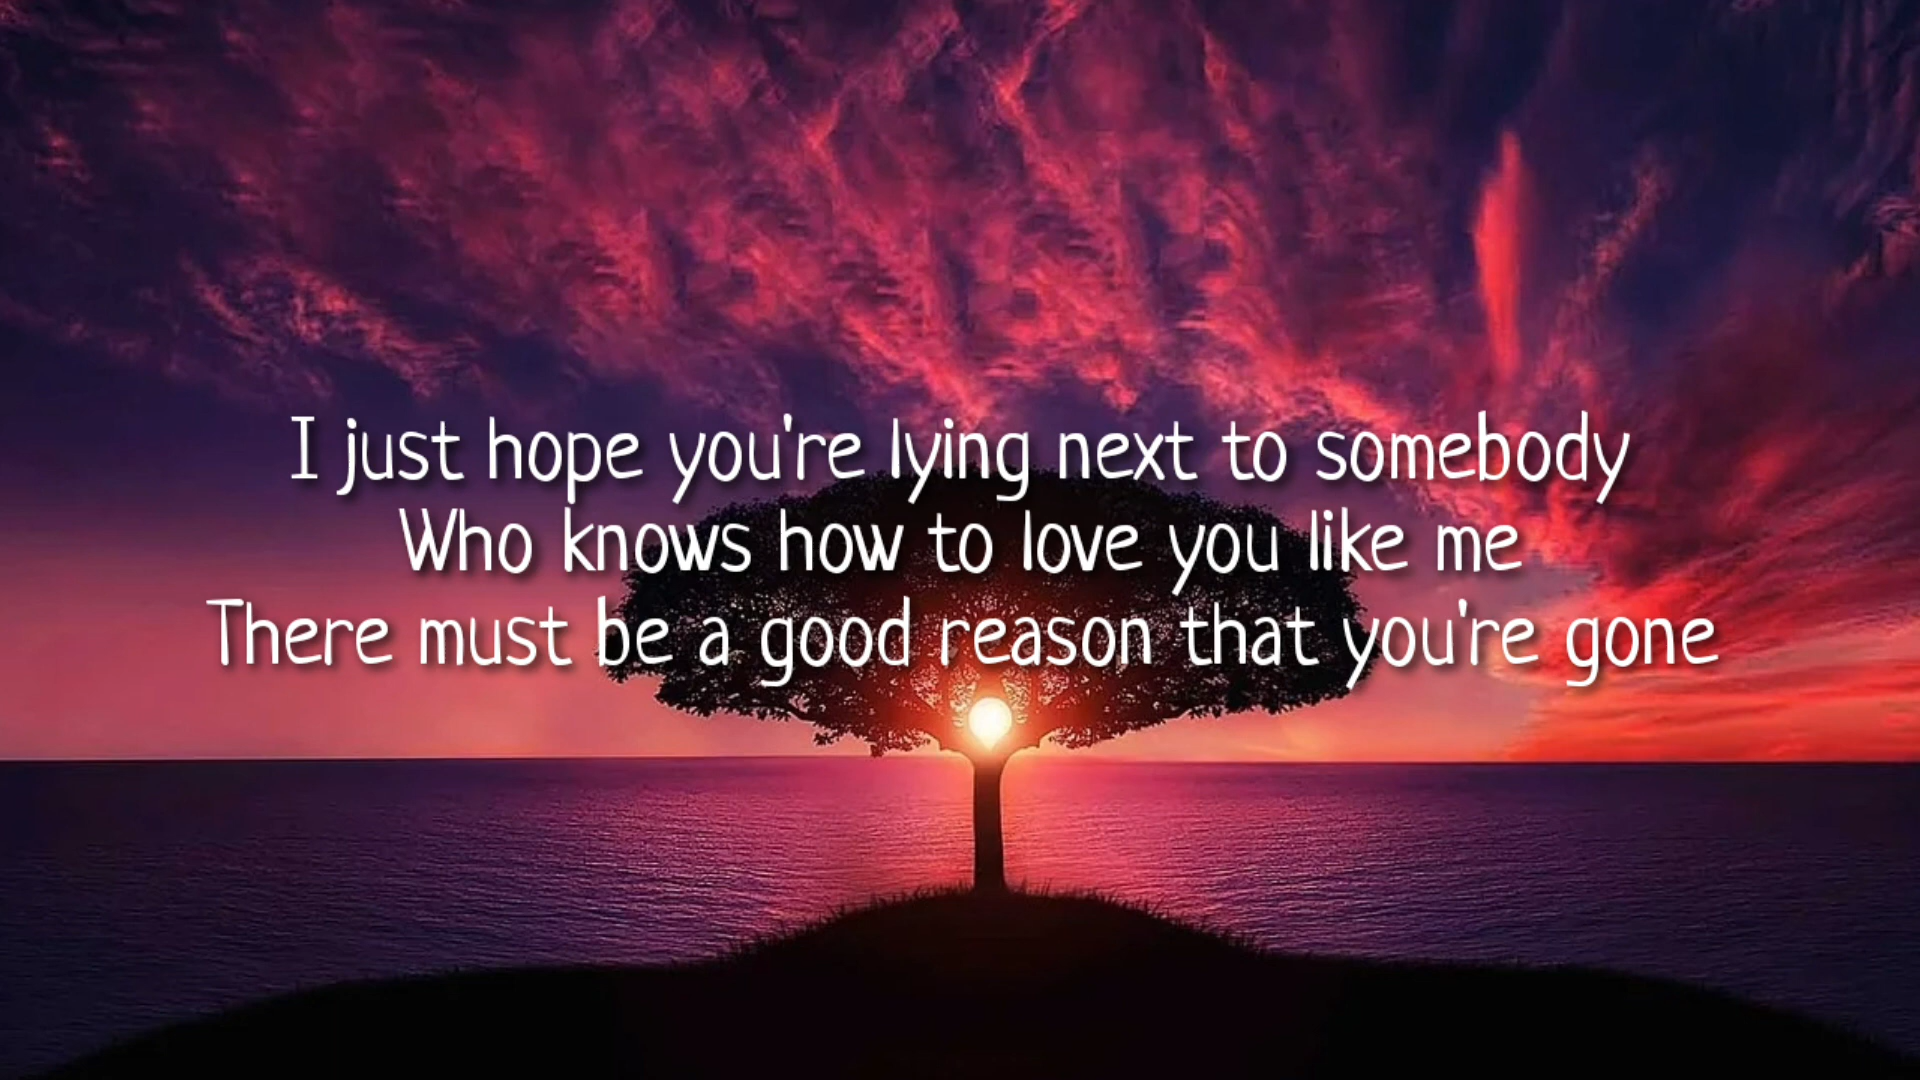 I just hope you're lying next to somebody
Who knows how to love you like me
There must be a good reason that you're gone